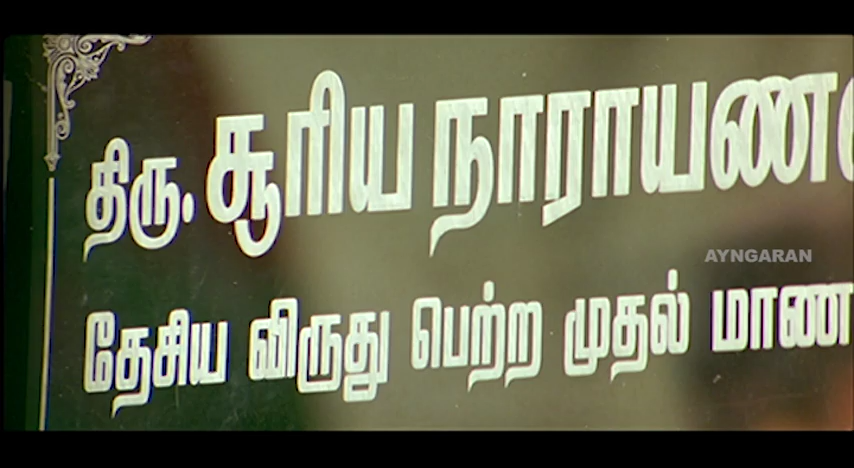 திரு. சூரிய நாராயண
AYNGARAN
தேசிய விருது பெற்ற முதல் மாண